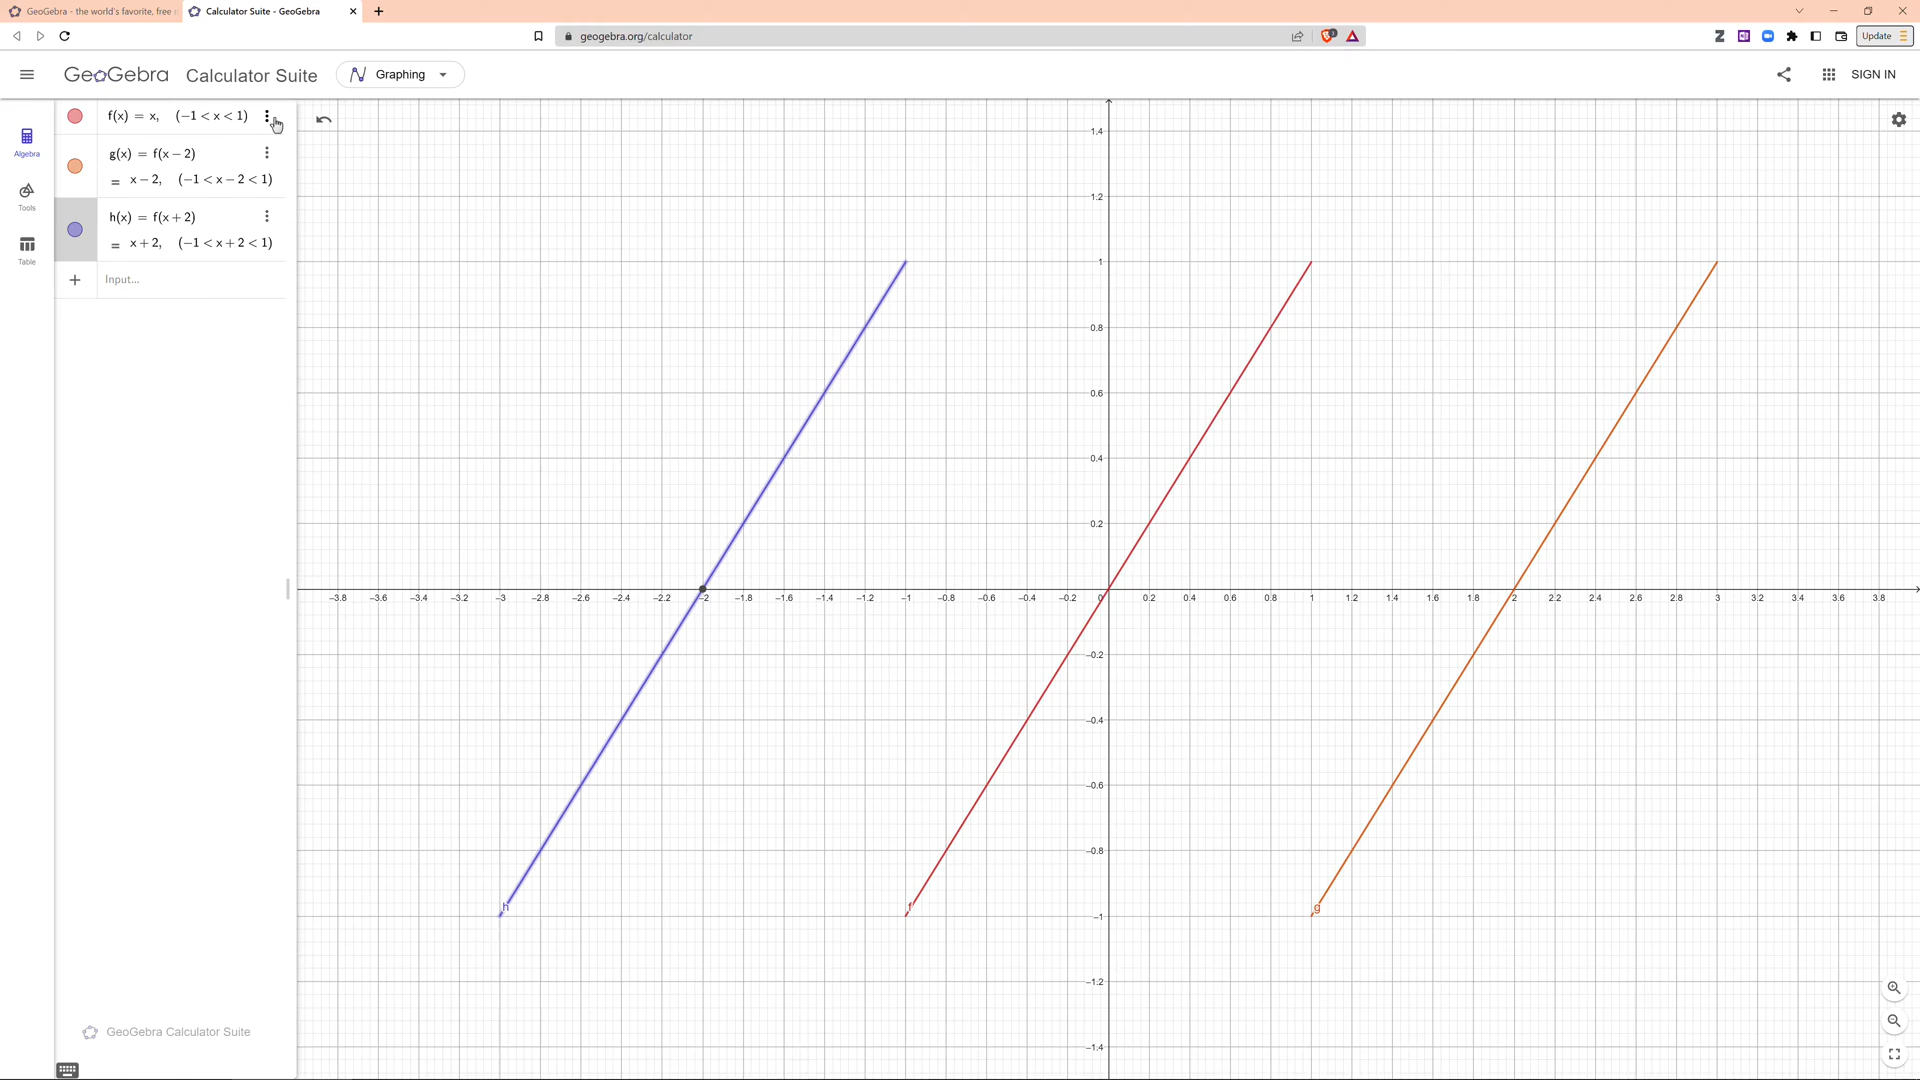 GeoGebra - the world's favorite, free
Calculator Suite - GeoGebra
geogebra.org/calculator
Update
GeoGebra Calculator Suite
Graphing
SIGN IN
Algebra
Tools
Table
f(x) = x, (−1 < x < 1)
g(x) = f(x − 2)
= x − 2, (−1 < x − 2 < 1)
h(x) = f(x + 2)
= x + 2, (−1 < x + 2 < 1)
+ Input...
1.4
1.2
1
0.8
0.6
0.4
0.2
−3.8 −3.6 −3.4 −3.2 −3 −2.8 −2.6 −2.4 −2.2 −2 −1.8 −1.6 −1.4 −1.2 −1 −0.8 −0.6 −0.4 −0.2 0 0.2 0.4 0.6 0.8 1 1.2 1.4 1.6 1.8 2 2.2 2.4 2.6 2.8 3 3.2 3.4 3.6 3.8
−0.2
−0.4
−0.6
−0.8
h f g
−1
−1.2
−1.4
GeoGebra Calculator Suite